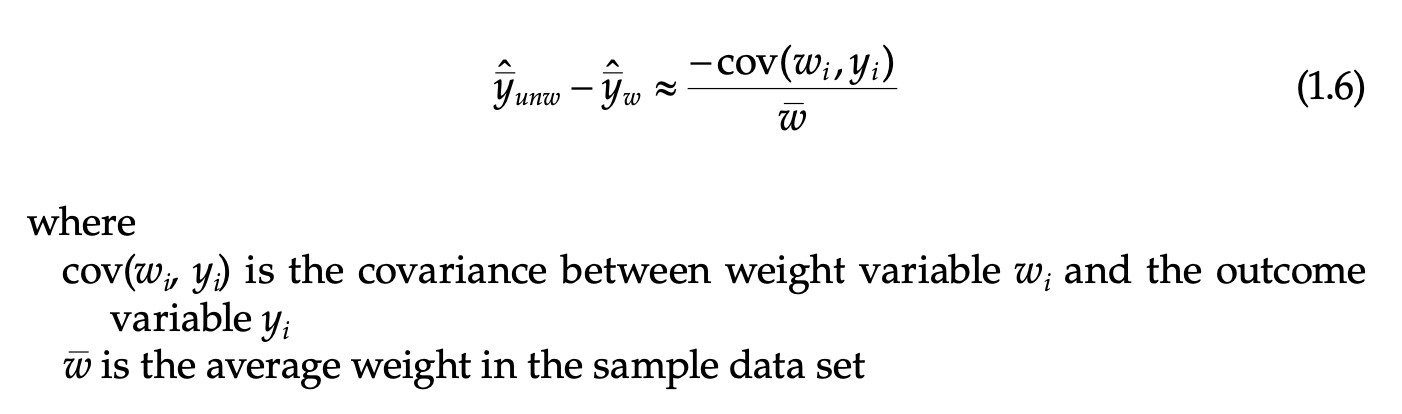 ŷ̄_unw − ŷ̄_w ≈ −cov(w_i, y_i) / w̄ (1.6)
where
cov(w_i, y_i) is the covariance between weight variable w_i and the outcome
variable y_i
w̄ is the average weight in the sample data set